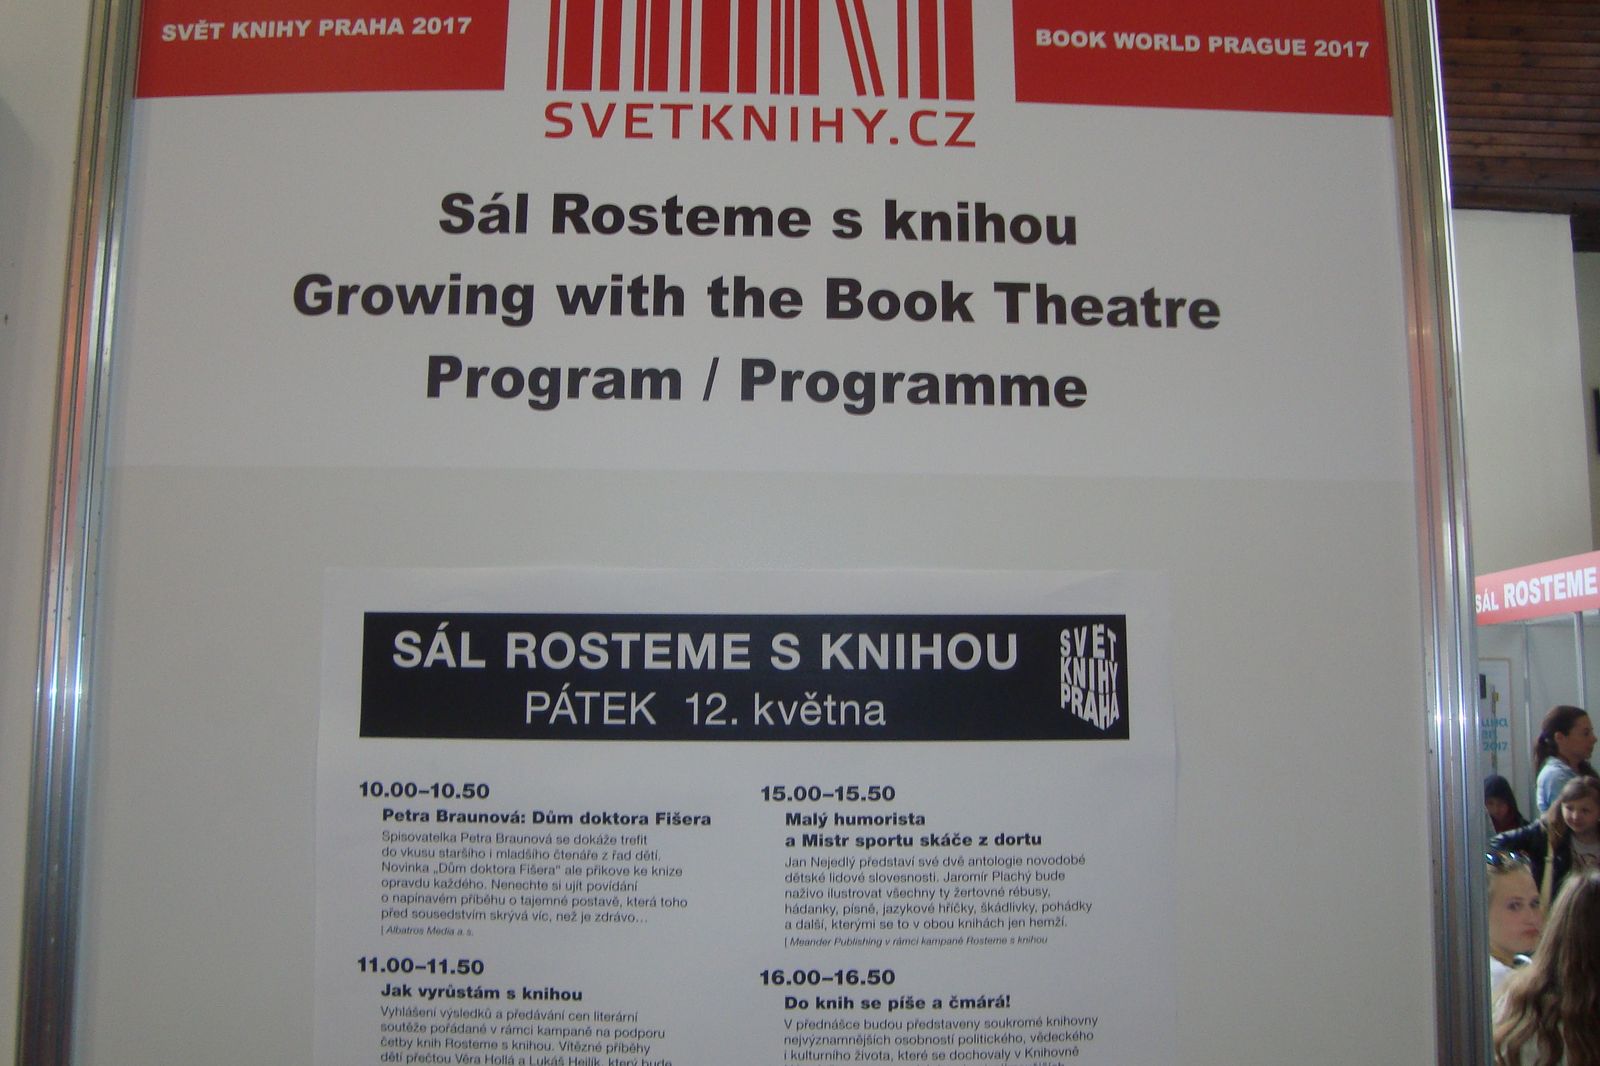 SVĚT KNIHY PRAHA 2017
BOOK WORLD PRAGUE 2017
SVETKNIHY.CZ
Sál Rosteme s knihou
Growing with the Book Theatre
Program / Programme
SÁL ROSTEME S KNIHOU
PÁTEK 12. května
SVĚT
KNIHY
PRAHA
10.00–10.50
Petra Braunová: Dům doktora Fišera
Spisovatelka Petra Braunová se dokáže trefit
do vkusu staršího i mladšího čtenáře z řad dětí.
Novinka „Dům doktora Fišera“ ale přikove ke knize
opravdu každého. Nenechte si ujít povídání
o napínavém příběhu o tajemné postavě, která toho
před sousedstvím skrývá víc, než je zdrávo…
[ Albatros Media a. s.
11.00–11.50
Jak vyrůstám s knihou
Vyhlášení výsledků a předávání cen literární
soutěže pořádané v rámci kampaně na podporu
četby knih Rosteme s knihou. Vítězné příběhy
dětí přečtou Věra Hollá a Lukáš Hejlík, který bude
15.00–15.50
Malý humorista
a Mistr sportu skáče z dortu
Jan Nejedlý představí své dvě antologie novodobé
dětské lidové slovesnosti. Jaromír Plachý bude
naživo ilustrovat všechny ty žertovné rébusy,
hádanky, písně, jazykové hříčky, škádlivky, pohádky
a další, kterými se to v obou knihách jen hemží.
[ Meander Publishing v rámci kampaně Rosteme s knihou
16.00–16.50
Do knih se píše a čmárá!
V přednášce budou představeny soukromé knihovny
nejvýznamnějších osobností politického, vědeckého
i kulturního života, které se dochovaly v Knihovně
SÁL ROSTEME
2017